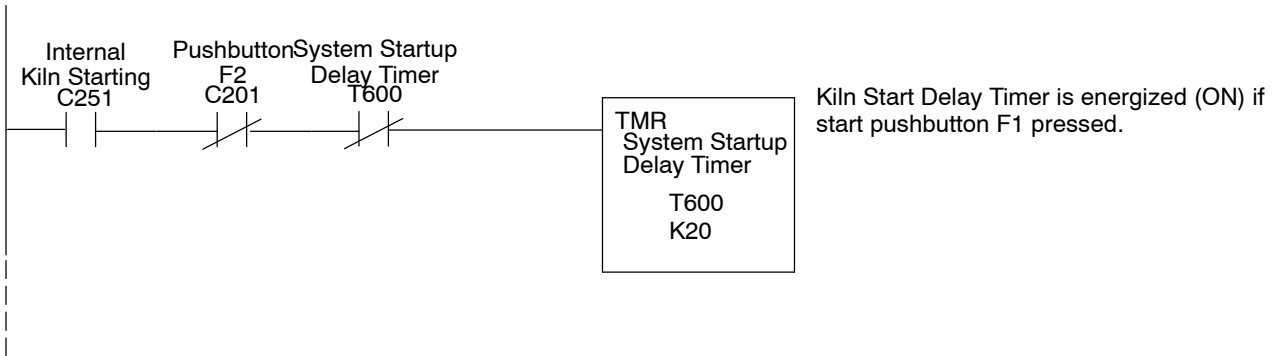 Internal
Kiln Starting
C251
Pushbutton
F2
C201
System Startup
Delay Timer
T600
TMR
System Startup
Delay Timer
T600
K20
Kiln Start Delay Timer is energized (ON) if
start pushbutton F1 pressed.